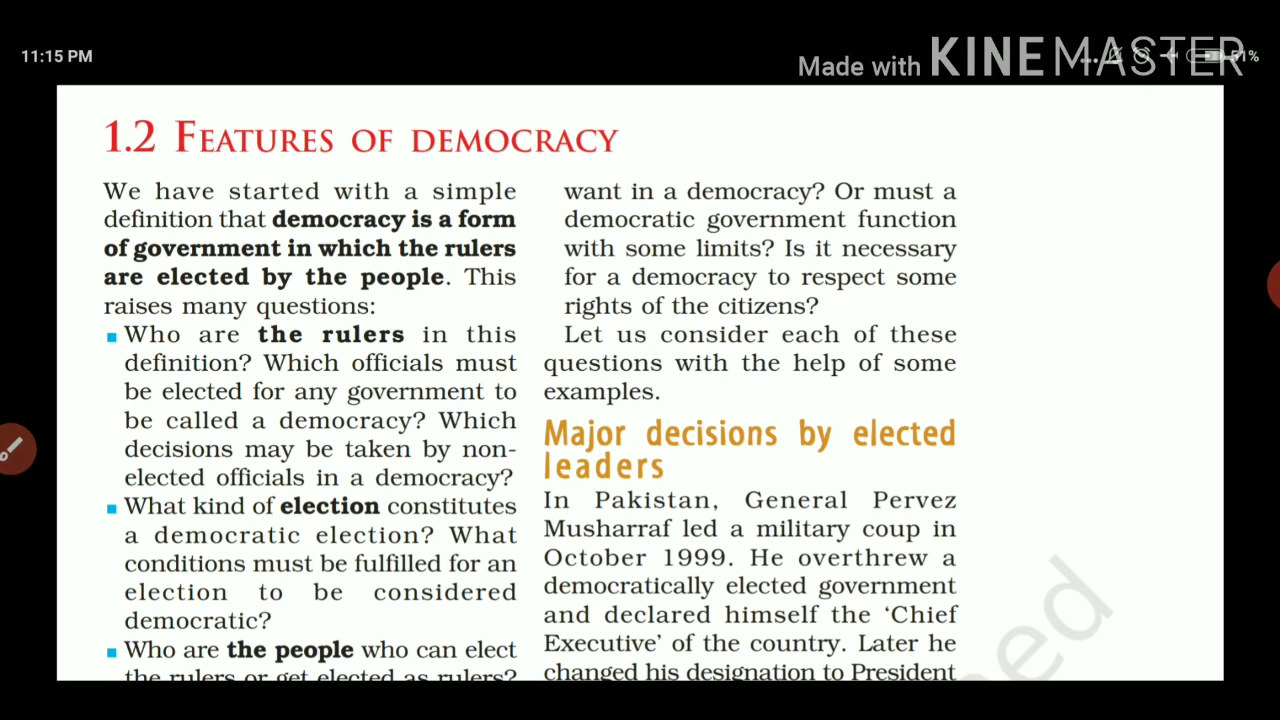 11:15 PM
Made with KINEMASTER
51%
1.2 FEATURES OF DEMOCRACY
We have started with a simple
definition that democracy is a form
of government in which the rulers
are elected by the people. This
raises many questions:
Who are the rulers in this
definition? Which officials must
be elected for any government to
be called a democracy? Which
decisions may be taken by non-
elected officials in a democracy?
What kind of election constitutes
a democratic election? What
conditions must be fulfilled for an
election to be considered
democratic?
Who are the people who can elect
the rulers or get elected as rulers?
want in a democracy? Or must a
democratic government function
with some limits? Is it necessary
for a democracy to respect some
rights of the citizens?
Let us consider each of these
questions with the help of some
examples.
Major decisions by elected
leaders
In Pakistan, General Pervez
Musharraf led a military coup in
October 1999. He overthrew a
democratically elected government
and declared himself the ‘Chief
Executive’ of the country. Later he
changed his designation to President